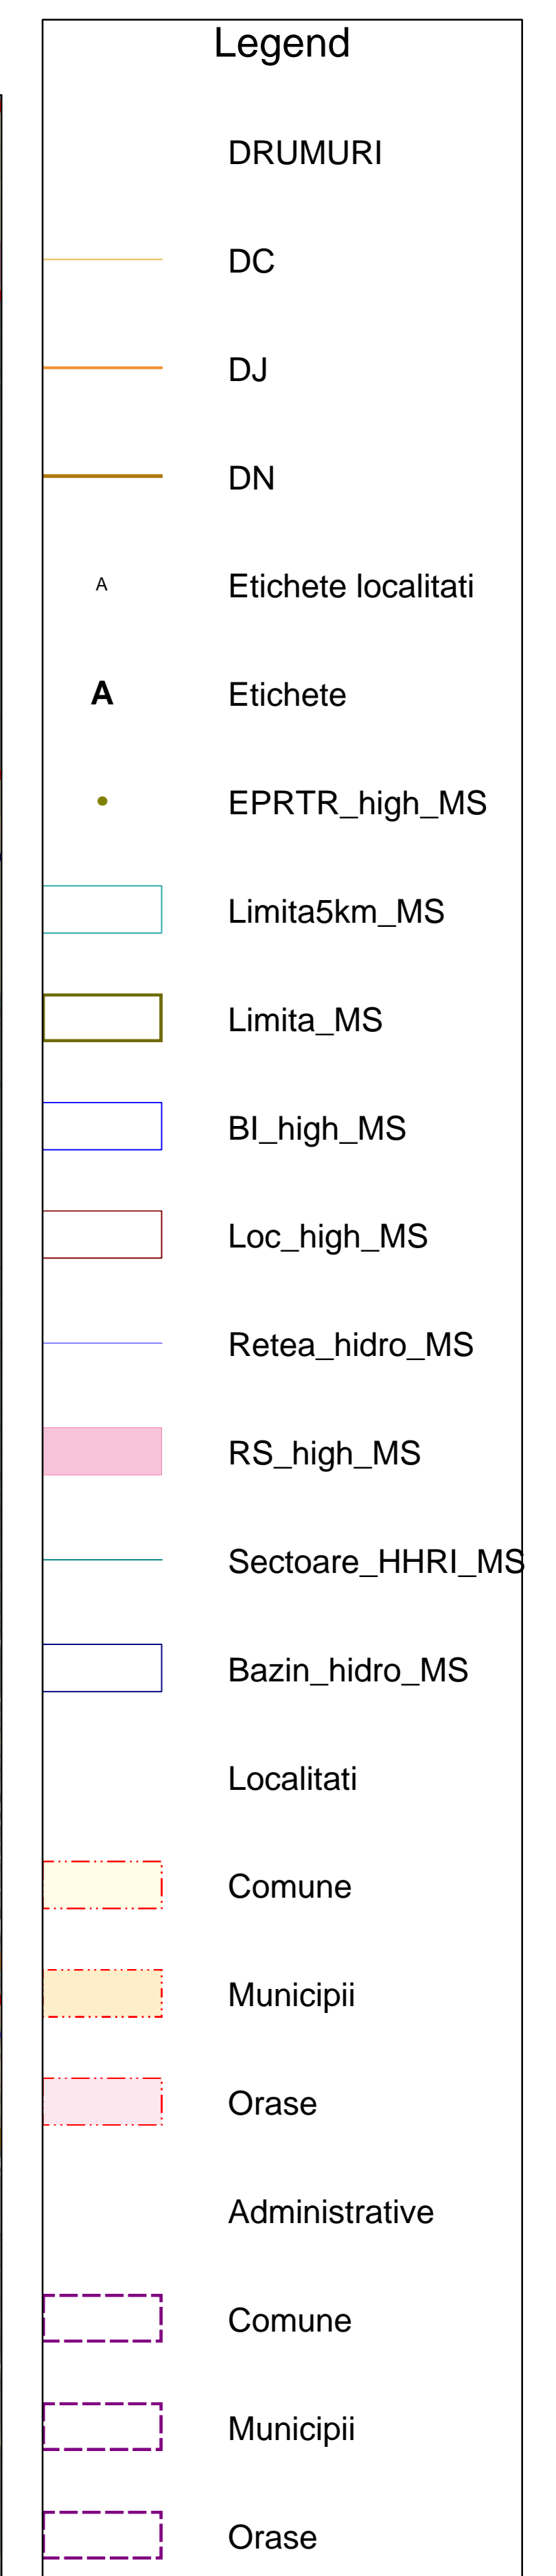 Legend
DRUMURI
DC
DJ
DN
A Etichete localitati
A Etichete
EPRTR_high_MS
Limita5km_MS
Limita_MS
BI_high_MS
Loc_high_MS
Retea_hidro_MS
RS_high_MS
Sectoare_HHRI_MS
Bazin_hidro_MS
Localitati
Comune
Municipii
Orase
Administrative
Comune
Municipii
Orase